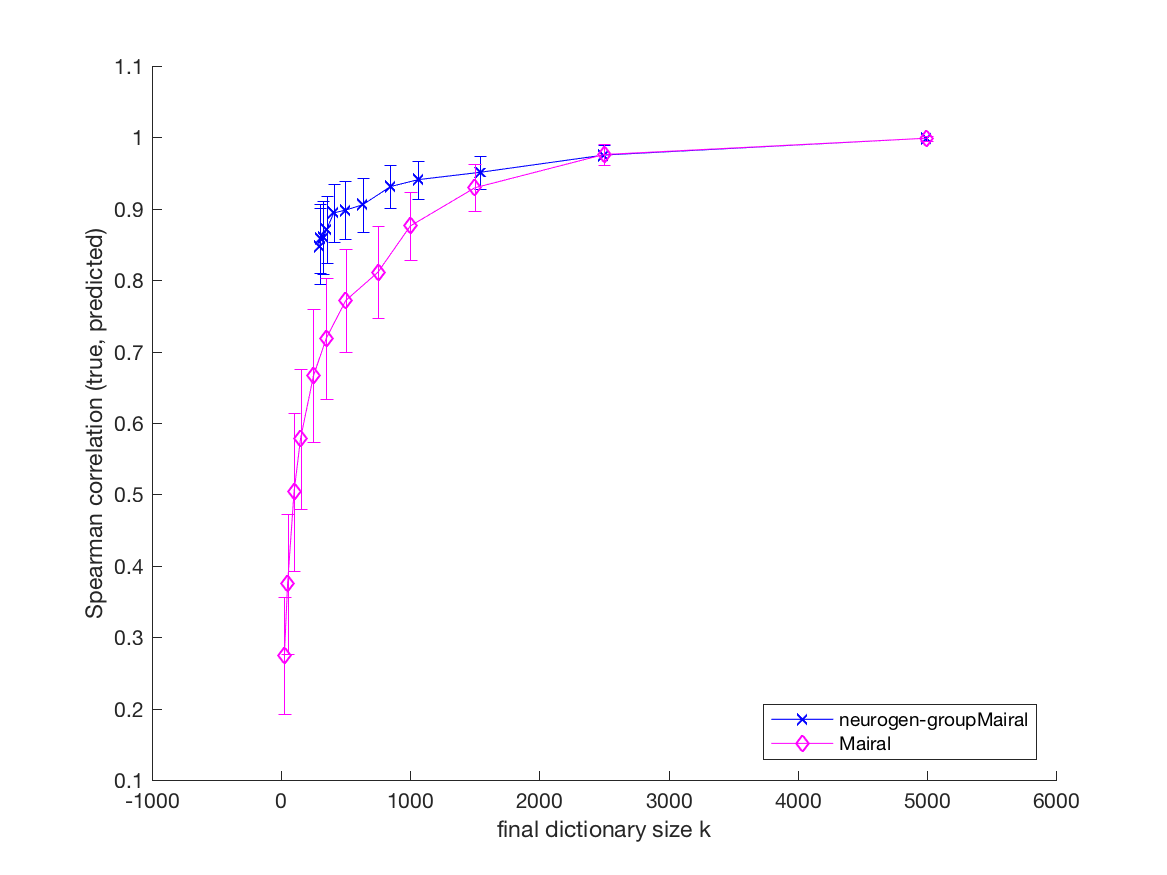 1.1
1
0.9
0.8
0.7
0.6
0.5
0.4
0.3
0.2
0.1
Spearman correlation (true, predicted)
neurogen-groupMairal
Mairal
-1000 0 1000 2000 3000 4000 5000 6000
final dictionary size k